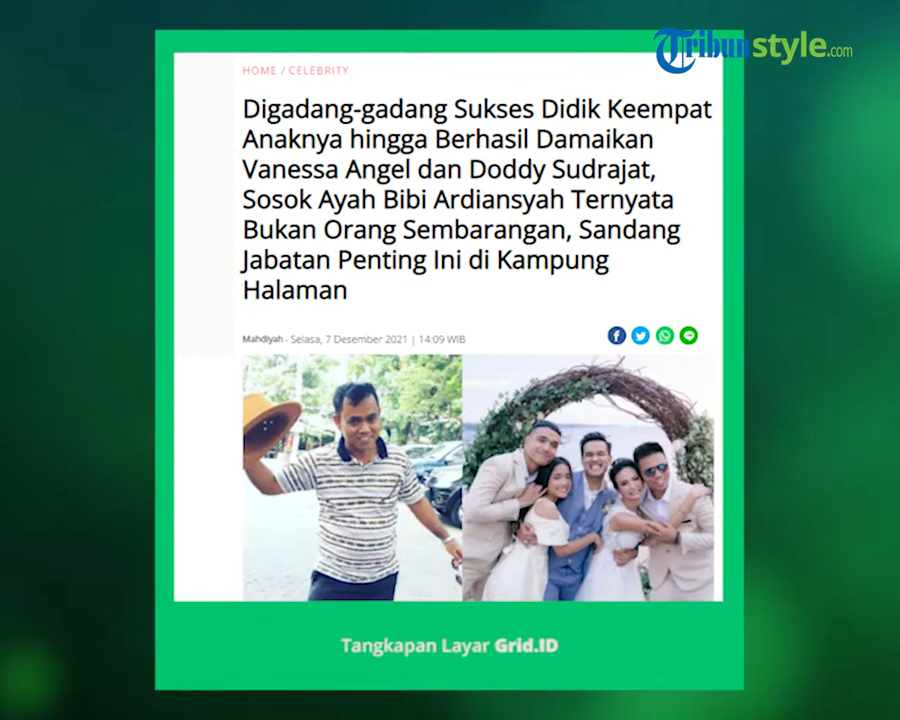 Tribunstyle.com
HOME / CELEBRITY
Digadang-gadang Sukses Didik Keempat
Anaknya hingga Berhasil Damaikan
Vanessa Angel dan Doddy Sudrajat,
Sosok Ayah Bibi Ardiansyah Ternyata
Bukan Orang Sembarangan, Sandang
Jabatan Penting Ini di Kampung
Halaman
Mahdiyah - Selasa, 7 Desember 2021 | 14:09 WIB
Tangkapan Layar Grid.ID